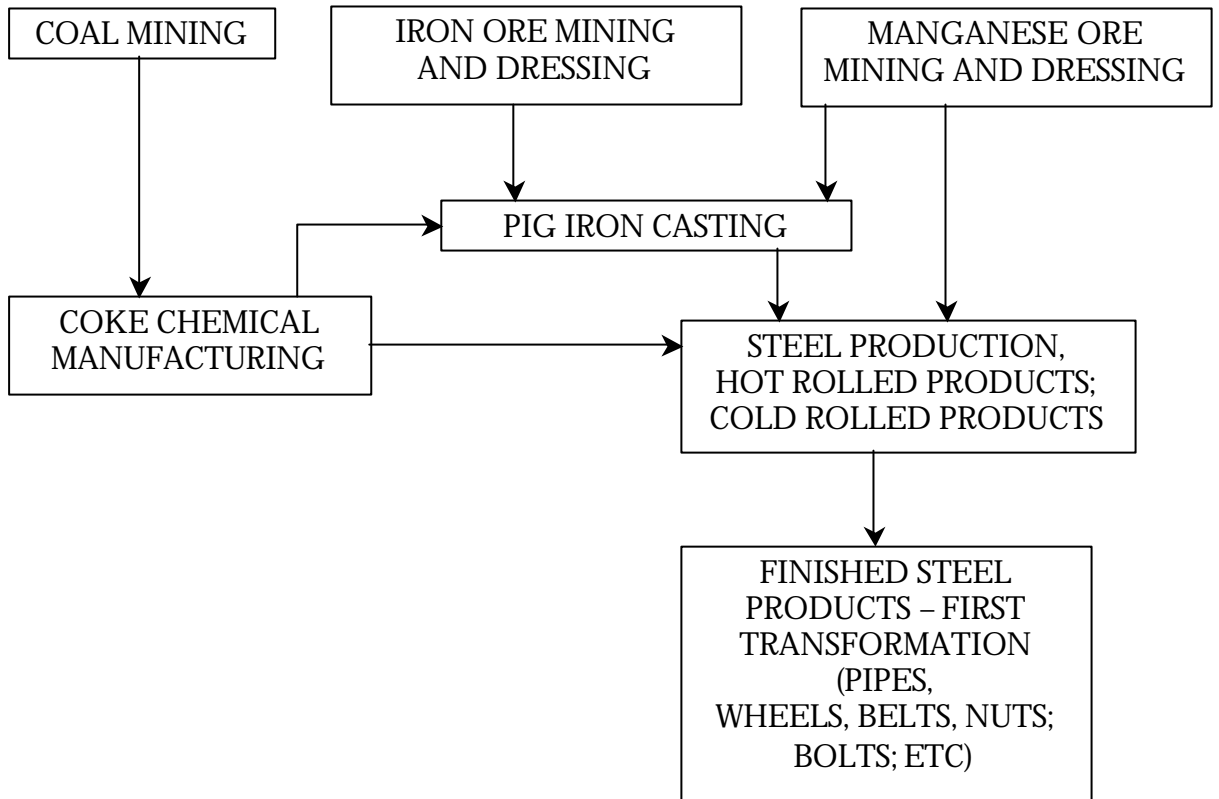 COAL MINING
IRON ORE MINING
AND DRESSING
MANGANESE ORE
MINING AND DRESSING
PIG IRON CASTING
COKE CHEMICAL
MANUFACTURING
STEEL PRODUCTION,
HOT ROLLED PRODUCTS;
COLD ROLLED PRODUCTS
FINISHED STEEL
PRODUCTS – FIRST
TRANSFORMATION
(PIPES,
WHEELS, BELTS, NUTS;
BOLTS; ETC)